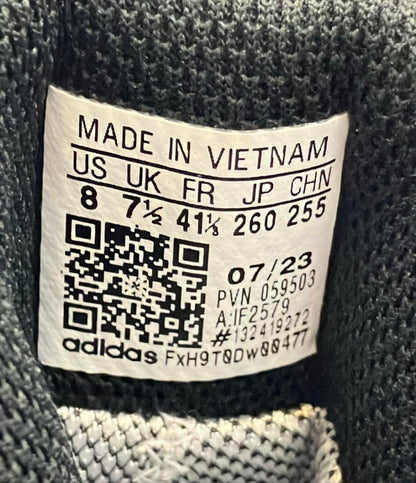 MADE IN VIETNAM
US UK FR JP CHN
8 7½ 41⅓ 260 255
07/23
PVN 059503
A:IF2579
#132419272
adidas FxH9T0Dw00477